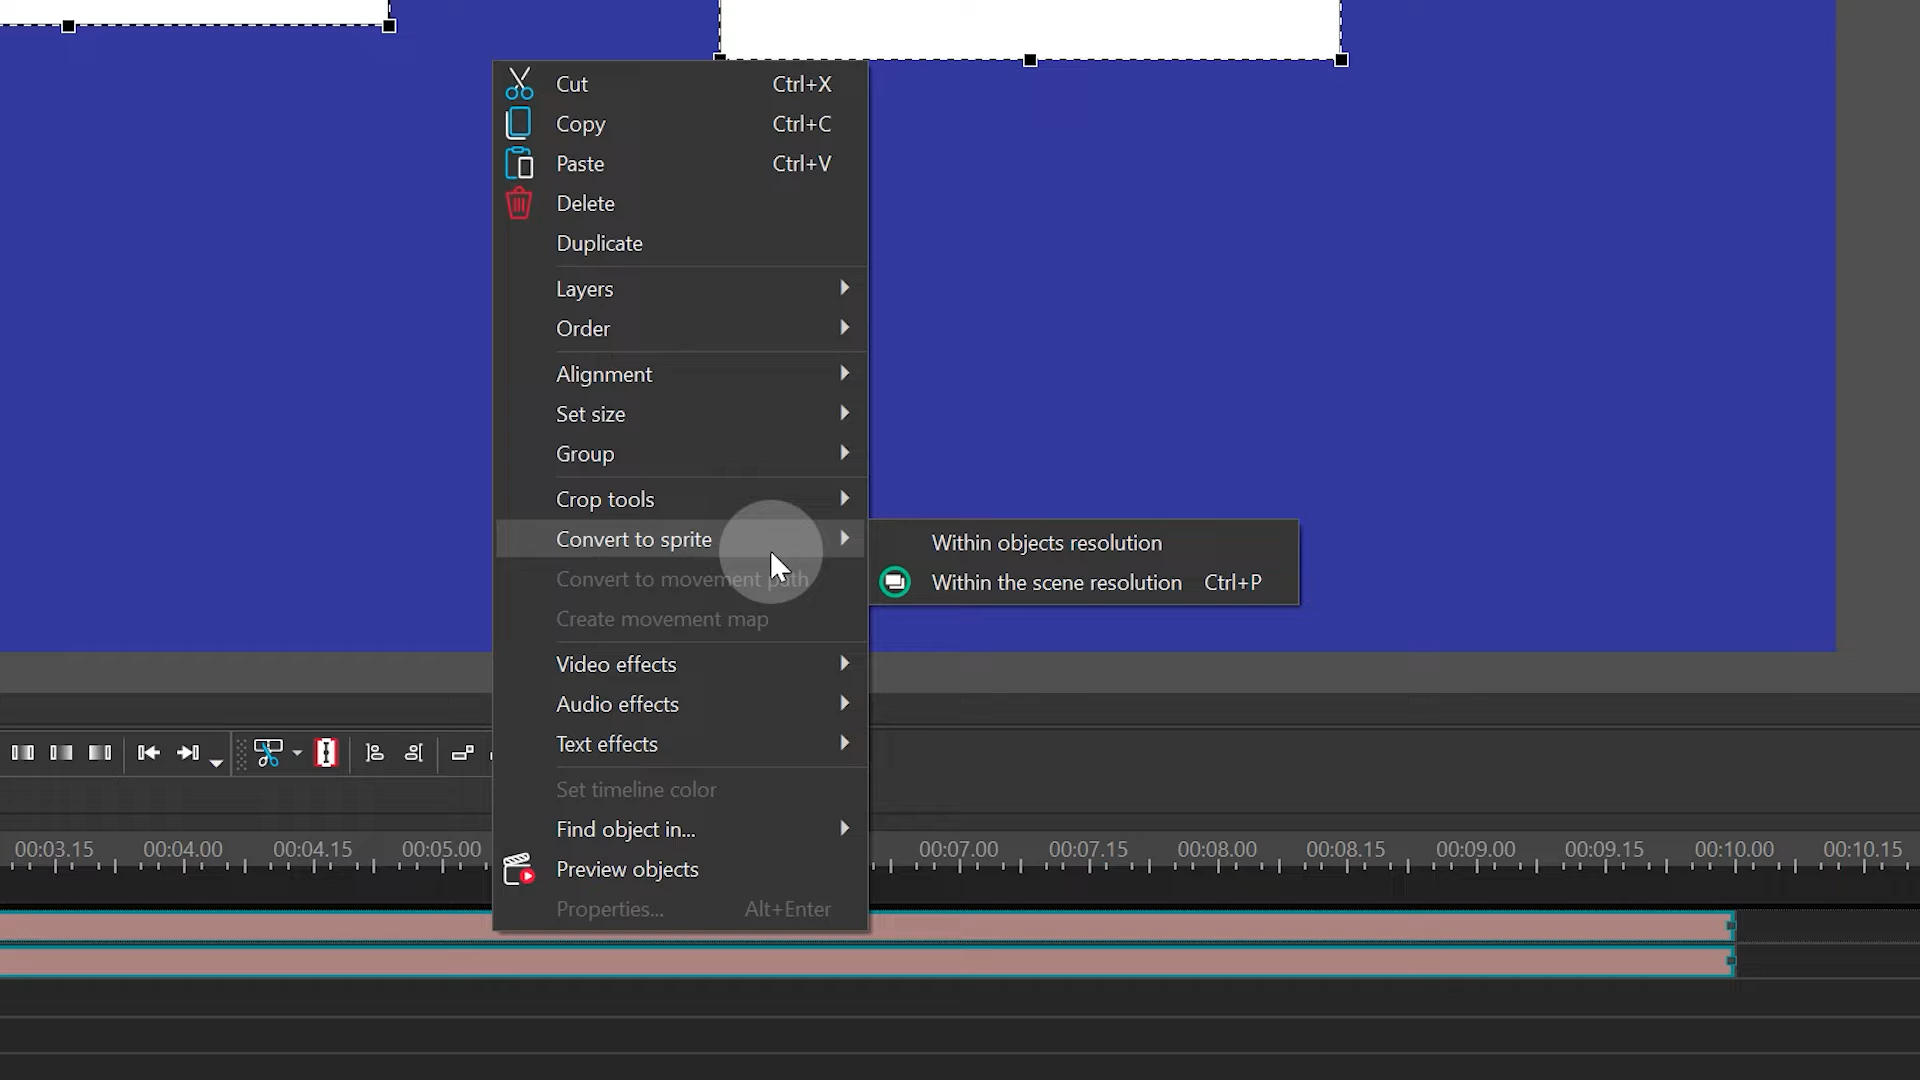 Cut Ctrl+X
Copy Ctrl+C
Paste Ctrl+V
Delete
Duplicate
Layers
Order
Alignment
Set size
Group
Crop tools
Convert to sprite
Within objects resolution
Within the scene resolution Ctrl+P
Convert to movement path
Create movement map
Video effects
Audio effects
Text effects
Set timeline color
Find object in...
Preview objects
Properties... Alt+Enter
00:03.15 00:04.00 00:04.15 00:05.00 00:07.00 00:07.15 00:08.00 00:08.15 00:09.00 00:09.15 00:10.00 00:10.15